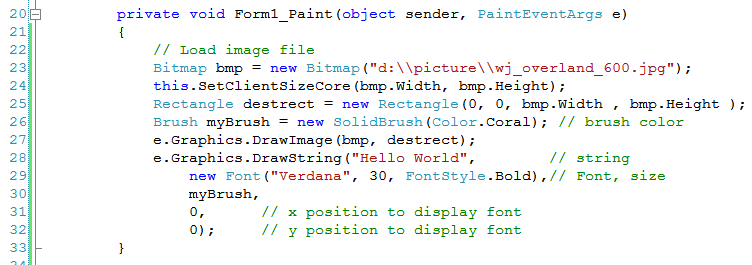 20 private void Form1_Paint(object sender, PaintEventArgs e)
21 {
22 // Load image file
23 Bitmap bmp = new Bitmap("d:\\picture\\wj_overland_600.jpg");
24 this.SetClientSizeCore(bmp.Width, bmp.Height);
25 Rectangle destrect = new Rectangle(0, 0, bmp.Width , bmp.Height );
26 Brush myBrush = new SolidBrush(Color.Coral); // brush color
27 e.Graphics.DrawImage(bmp, destrect);
28 e.Graphics.DrawString("Hello World", // string
29 new Font("Verdana", 30, FontStyle.Bold),// Font, size
30 myBrush,
31 0, // x position to display font
32 0); // y position to display font
33 }
34